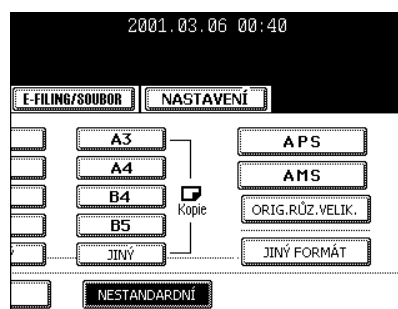 2001.03.06 00:40
E-FILING/SOUBOR NASTAVENÍ
A3 APS
A4 AMS
B4 Kopie ORIG.RŮZ.VELIK.
B5
JINÝ JINÝ FORMÁT
NESTANDARDNÍ